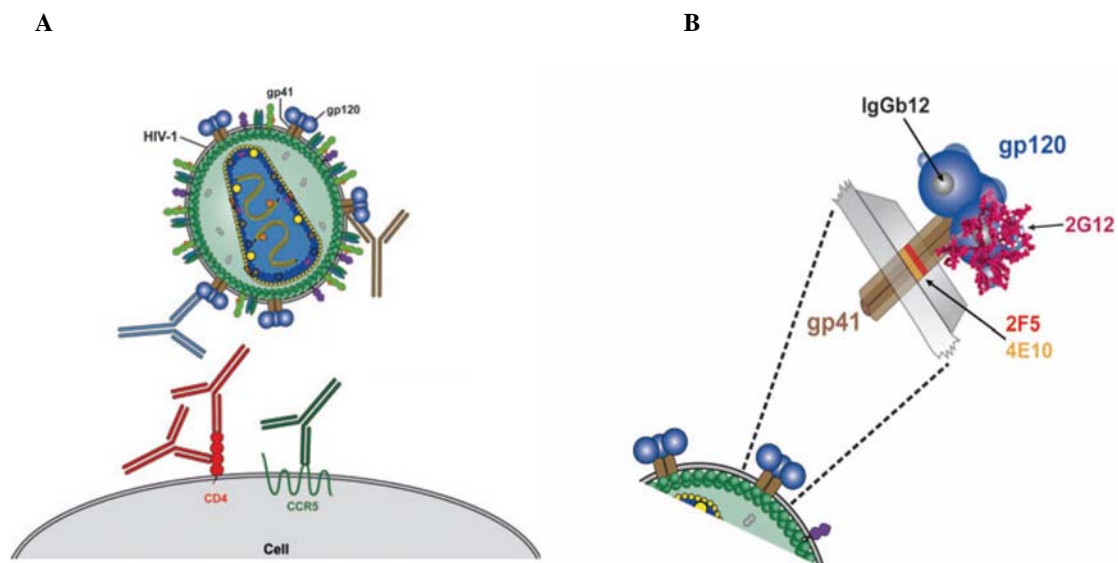 A
B
gp41
gp120
HIV-1
CD4
CCR5
Cell
IgGb12
gp120
2G12
gp41
2F5
4E10